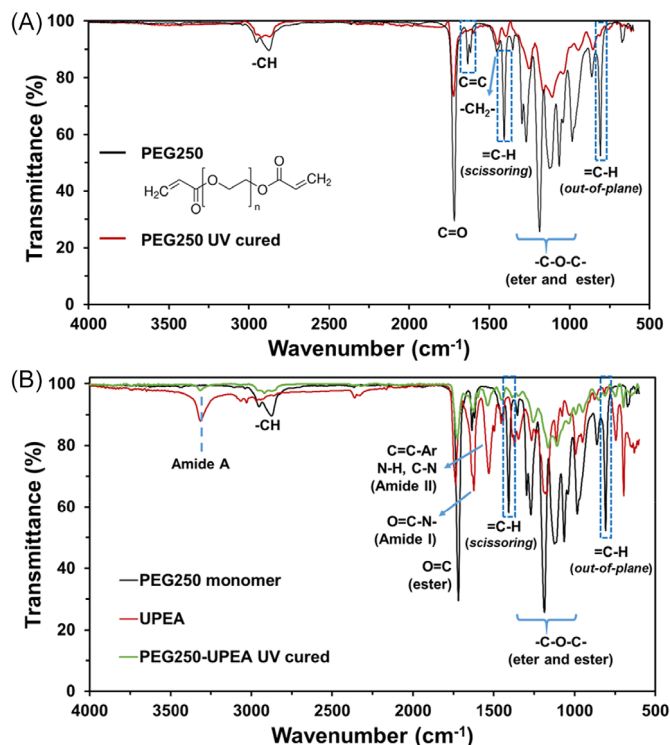 (A)
100
80
60
40
20
0
Transmittance (%)
-CH
C=C
-CH₂-
=C-H
(scissoring)
=C-H
(out-of-plane)
C=O
-C-O-C-
(eter and ester)
PEG250
H₂C
O
O
O
O
n
CH₂
PEG250 UV cured
4000 3500 3000 2500 2000 1500 1000 500
Wavenumber (cm⁻¹)
(B)
100
80
60
40
20
0
Transmittance (%)
-CH
Amide A
C=C-Ar
N-H, C-N
(Amide II)
O=C-N-
(Amide I)
O=C
(ester)
=C-H
(scissoring)
=C-H
(out-of-plane)
-C-O-C-
(eter and ester)
PEG250 monomer
UPEA
PEG250-UPEA UV cured
4000 3500 3000 2500 2000 1500 1000 500
Wavenumber (cm⁻¹)